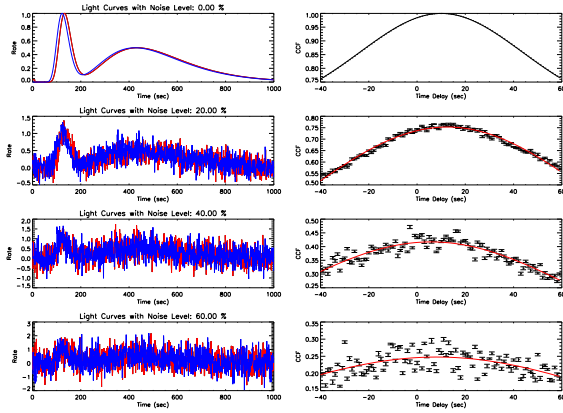 Light Curves with Noise Level: 0.00 %
1.0
0.8
0.6
0.4
0.2
0.0
Rate
0 200 400 600 800 1000
Time (sec)
1.00
0.95
0.90
0.85
0.80
0.75
CCF
-40 -20 0 20 40 60
Time Delay (sec)
Light Curves with Noise Level: 20.00 %
1.5
1.0
0.5
0.0
-0.5
Rate
0 200 400 600 800 1000
Time (sec)
0.80
0.75
0.70
0.65
0.60
0.55
0.50
CCF
-40 -20 0 20 40 60
Time Delay (sec)
Light Curves with Noise Level: 40.00 %
2.0
1.5
1.0
0.5
0.0
-0.5
-1.0
-1.5
Rate
0 200 400 600 800 1000
Time (sec)
0.50
0.45
0.40
0.35
0.30
0.25
CCF
-40 -20 0 20 40 60
Time Delay (sec)
Light Curves with Noise Level: 60.00 %
3
2
1
0
-1
-2
Rate
0 200 400 600 800 1000
Time (sec)
0.35
0.30
0.25
0.20
0.15
CCF
-40 -20 0 20 40 60
Time Delay (sec)